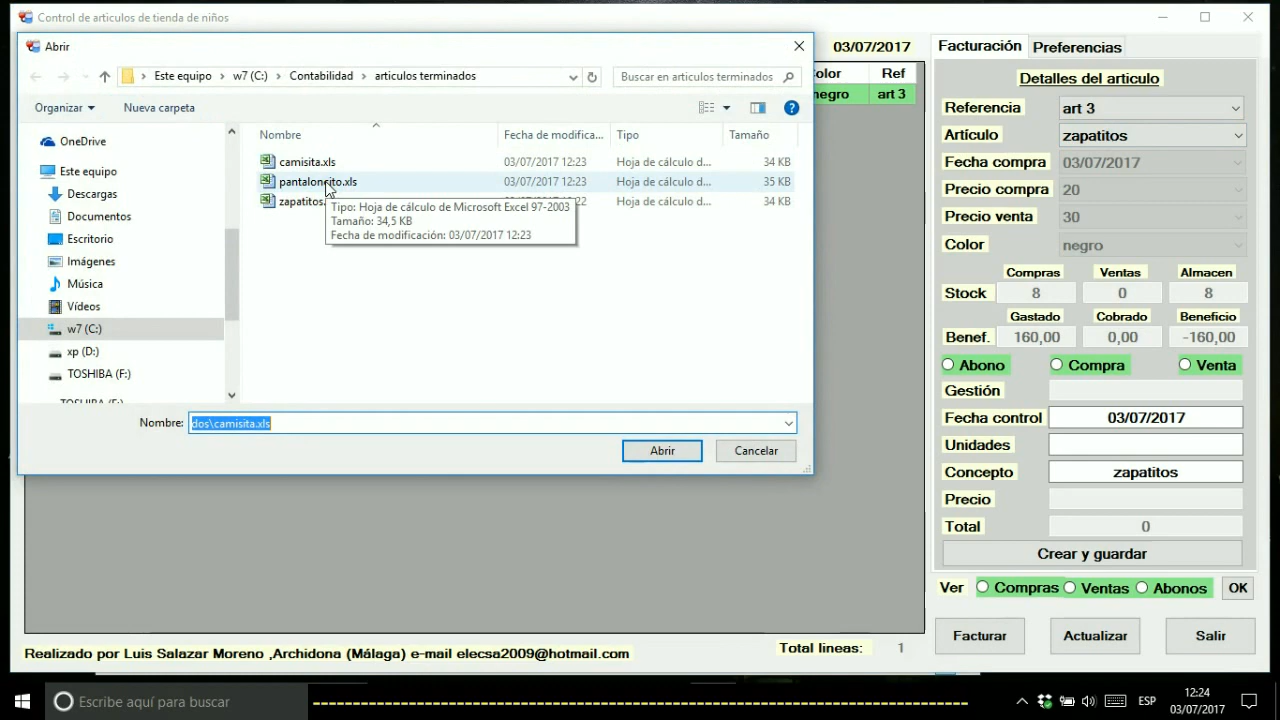 Control de articulos de tienda de niños
Abrir
Este equipo > w7 (C:) > Contabilidad > articulos terminados
Buscar en articulos terminados
Organizar
Nueva carpeta
OneDrive
Este equipo
Descargas
Documentos
Escritorio
Imágenes
Música
Vídeos
w7 (C:)
xp (D:)
TOSHIBA (F:)
Nombre Fecha de modifica... Tipo Tamaño
camisita.xls 03/07/2017 12:23 Hoja de cálculo d... 34 KB
pantaloncito.xls 03/07/2017 12:23 Hoja de cálculo d... 35 KB
zapatitos. Hoja de cálculo d... 34 KB
Tipo: Hoja de cálculo de Microsoft Excel 97-2003
Tamaño: 34,5 KB
Fecha de modificación: 03/07/2017 12:23
Nombre: dos\camisita.xls
Abrir
Cancelar
03/07/2017
olor Ref
negro art 3
Facturación Preferencias
Detalles del articulo
Referencia art 3
Artículo zapatitos
Fecha compra 03/07/2017
Precio compra 20
Precio venta 30
Color negro
Compras Ventas Almacen
Stock 8 0 8
Gastado Cobrado Beneficio
Benef. 160,00 0,00 -160,00
Abono Compra Venta
Gestión
Fecha control 03/07/2017
Unidades
Concepto zapatitos
Precio
Total 0
Crear y guardar
Ver Compras Ventas Abonos OK
Facturar Actualizar Salir
Realizado por Luis Salazar Moreno ,Archidona (Málaga) e-mail elecsa2009@hotmail.com
Total lineas: 1
Escribe aquí para buscar
ESP
12:24
03/07/2017